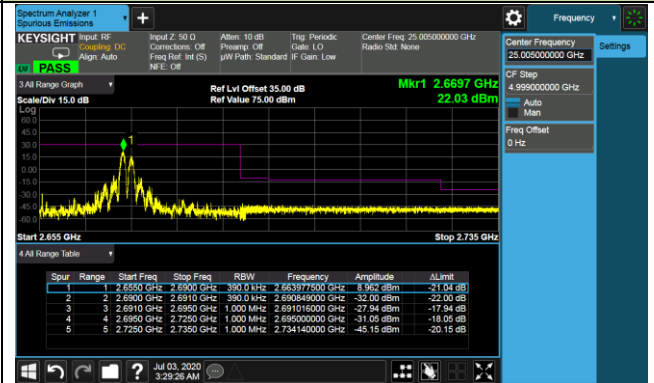 Spectrum Analyzer 1
Spurious Emissions
Frequency
KEYSIGHT
Input: RF
Coupling: DC
Align: Auto
Input Z: 50 Ω
Corrections: Off
Freq Ref: Int (S)
NFE: Off
Atten: 10 dB
Preamp: Off
µW Path: Standard
Trig: Periodic
Gate: LO
IF Gain: Low
Center Freq: 25.005000000 GHz
Radio Std: None
PASS
Center Frequency
25.005000000 GHz
Settings
CF Step
4.999000000 GHz
Auto
Man
Freq Offset
0 Hz
3 All Range Graph
Scale/Div 15.0 dB
Ref Lvl Offset 35.00 dB
Ref Value 75.00 dBm
Mkr1 2.6697 GHz
22.03 dBm
Log
60.0
45.0
30.0
15.0
0.00
-15.0
-30.0
-45.0
-60.0
1
Start 2.655 GHz
Stop 2.735 GHz
4 All Range Table
Spur Range Start Freq Stop Freq RBW Frequency Amplitude ΔLimit
1 1 2.6550 GHz 2.6900 GHz 390.0 kHz 2.663977500 GHz 8.962 dBm -21.04 dB
2 2 2.6900 GHz 2.6910 GHz 390.0 kHz 2.690849000 GHz -32.00 dBm -22.00 dB
3 3 2.6910 GHz 2.6950 GHz 1.000 MHz 2.691016000 GHz -27.94 dBm -17.94 dB
4 4 2.6950 GHz 2.7250 GHz 1.000 MHz 2.695000000 GHz -31.05 dBm -18.05 dB
5 5 2.7250 GHz 2.7350 GHz 1.000 MHz 2.734140000 GHz -45.15 dBm -20.15 dB
?
Jul 03, 2020
3:29:26 AM